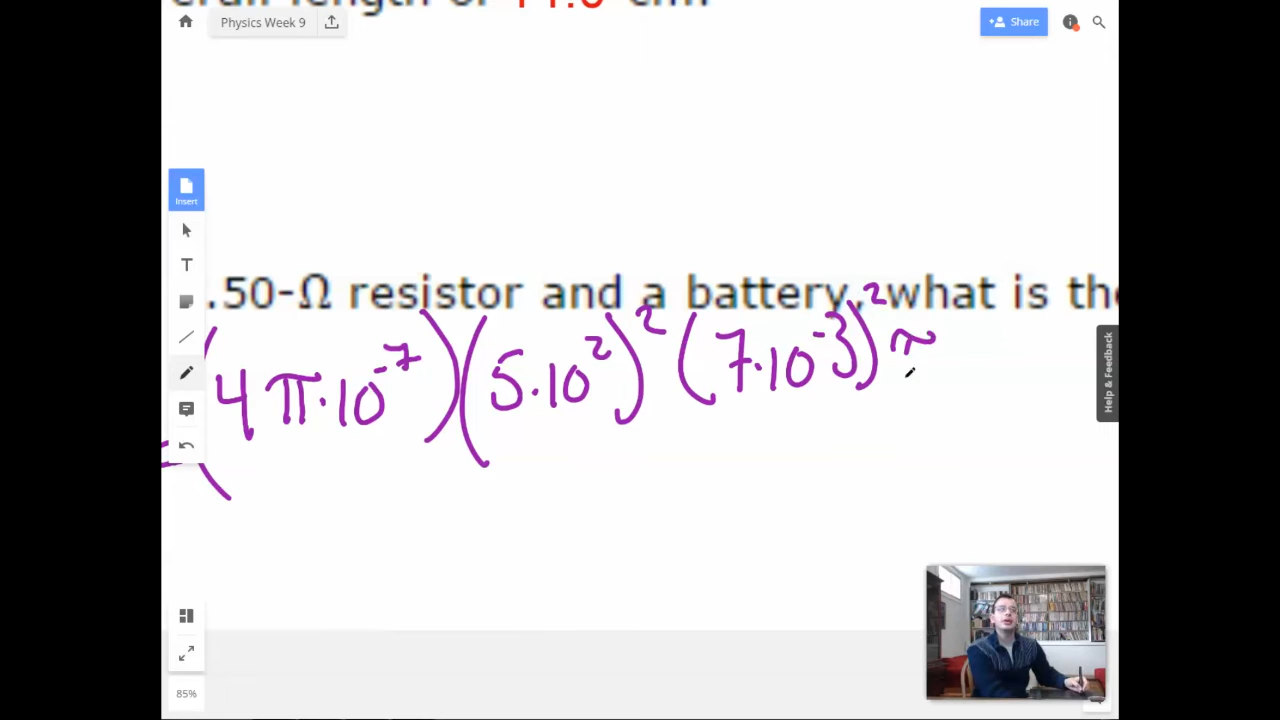 Physics Week 9
Share
Insert
T
.50-Ω resistor and a battery, what is
(4π·10⁻⁷)(5·10²)²(7·10⁻³)²π
Help & Feedback
85%